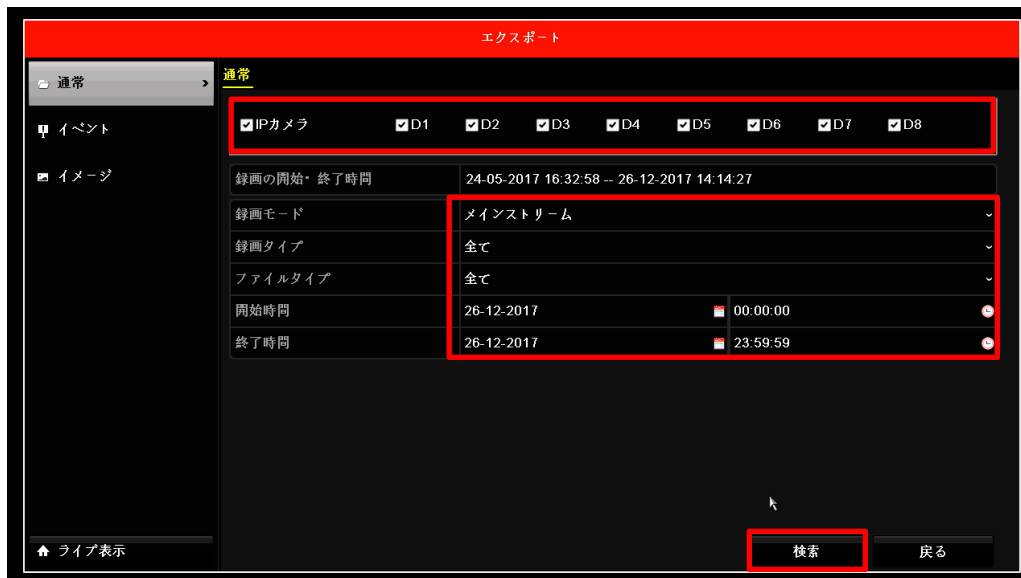 エクスポート
通常
イベント
イメージ
ライブ表示
通常
IPカメラ D1 D2 D3 D4 D5 D6 D7 D8
録画の開始・終了時間 24-05-2017 16:32:58 -- 26-12-2017 14:14:27
録画モード メインストリーム
録画タイプ 全て
ファイルタイプ 全て
開始時間 26-12-2017 00:00:00
終了時間 26-12-2017 23:59:59
検索 戻る